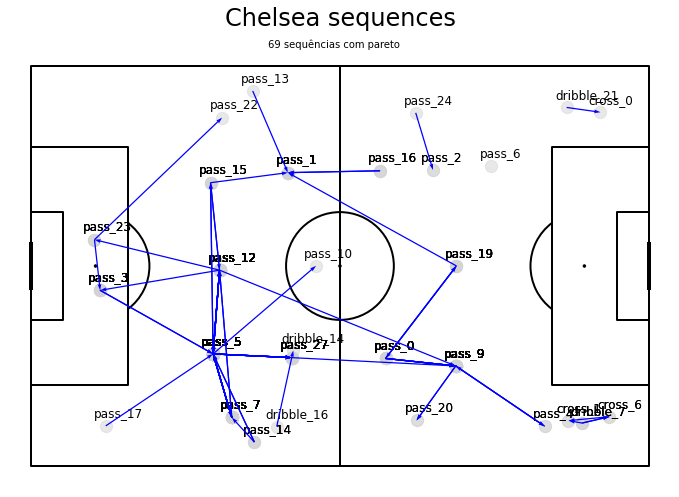 Chelsea sequences
69 sequências com pareto
pass_13
pass_22
dribble_21
cross_0
pass_24
pass_1
pass_16
pass_2
pass_6
pass_15
pass_23
pass_12
pass_10
pass_19
pass_3
pass_5
dribble_14
pass_27
pass_0
pass_9
pass_17
pass_7
dribble_16
pass_14
pass_20
cross_6
dribble_7